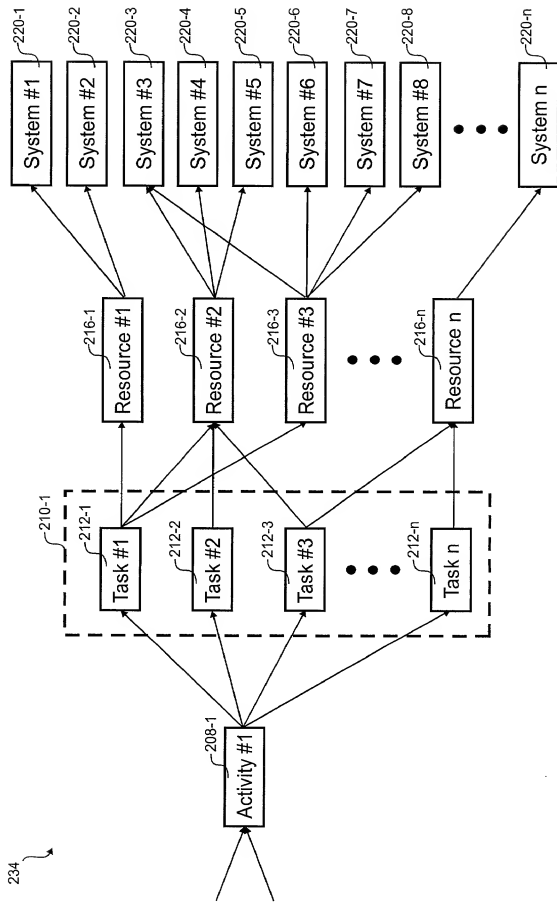 234
208-1
Activity #1
210-1
212-1
Task #1
212-2
Task #2
212-3
Task #3
212-n
Task n
216-1
Resource #1
216-2
Resource #2
216-3
Resource #3
216-n
Resource n
220-1
System #1
220-2
System #2
220-3
System #3
220-4
System #4
220-5
System #5
220-6
System #6
220-7
System #7
220-8
System #8
220-n
System n